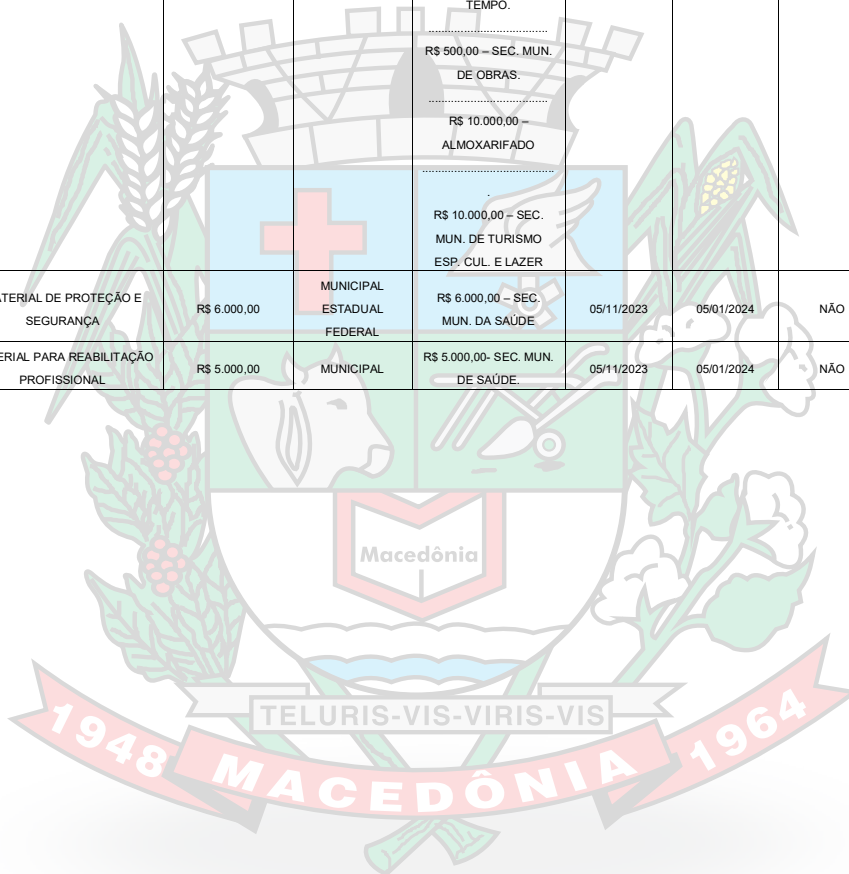 TEMPO.
..................................
R$ 500,00 – SEC. MUN.
DE OBRAS.
..................................
R$ 10.000,00 –
ALMOXARIFADO
......................................
.
R$ 10.000,00 – SEC.
MUN. DE TURISMO
ESP. CUL. E LAZER
TERIAL DE PROTEÇÃO E
SEGURANÇA
R$ 6.000,00
MUNICIPAL
ESTADUAL
FEDERAL
R$ 6.000,00 – SEC.
MUN. DA SAÚDE
05/11/2023
05/01/2024
NÃO
ERIAL PARA REABILITAÇÃO
PROFISSIONAL
R$ 5.000,00
MUNICIPAL
R$ 5.000,00- SEC. MUN.
DE SAÚDE.
05/11/2023
05/01/2024
NÃO
Macedônia
TELURIS-VIS-VIRIS-VIS
1948 MACEDÔNIA 1964